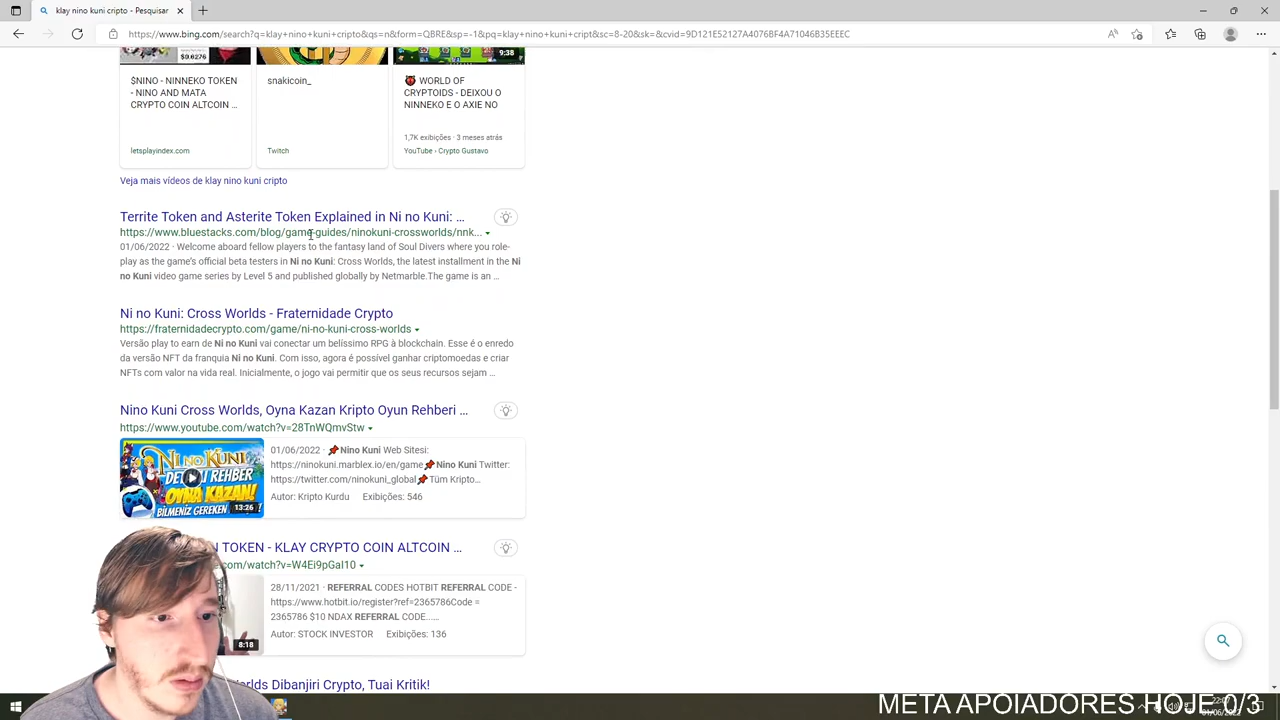 klay nino kuni cripto - Pesquisar
https://www.bing.com/search?q=klay+nino+kuni+cripto&qs=n&form=QBRE&sp=-1&pq=klay+nino+kuni+cript&sc=8-20&sk=&cvid=9D121E52127A4076BF4A71046B35EEEC
9:38
$NINO - NINNEKO TOKEN
- NINO AND MATA
CRYPTO COIN ALTCOIN ...
letsplayindex.com
snakicoin_
Twitch
WORLD OF
CRYPTOIDS - DEIXOU O
NINNEKO E O AXIE NO
1,7K exibições · 3 meses atrás
YouTube › Crypto Gustavo
Veja mais vídeos de klay nino kuni cripto
Territe Token and Asterite Token Explained in Ni no Kuni: ...
https://www.bluestacks.com/blog/game-guides/ninokuni-crossworlds/nnk...
01/06/2022 · Welcome aboard fellow players to the fantasy land of Soul Divers where you role-
play as the game's official beta testers in Ni no Kuni: Cross Worlds, the latest installment in the Ni
no Kuni video game series by Level 5 and published globally by Netmarble.The game is an ...
Ni no Kuni: Cross Worlds - Fraternidade Crypto
https://fraternidadecrypto.com/game/ni-no-kuni-cross-worlds
Versão play to earn de Ni no Kuni vai conectar um belíssimo RPG à blockchain. Esse é o enredo
da versão NFT da franquia Ni no Kuni. Com isso, agora é possível ganhar criptomoedas e criar
NFTs com valor na vida real. Inicialmente, o jogo vai permitir que os seus recursos sejam ...
Nino Kuni Cross Worlds, Oyna Kazan Kripto Oyun Rehberi ...
https://www.youtube.com/watch?v=28TnWQmvStw
NI NO KUNI
DETAYLI REHBER
OYNA KAZAN!
BİLMENİZ GEREKEN
13:26
01/06/2022 · 📌Nino Kuni Web Sitesi:
https://ninokuni.marblex.io/en/game📌Nino Kuni Twitter:
https://twitter.com/ninokuni_global📌Tüm Kripto...
Autor: Kripto Kurdu Exibições: 546
TOKEN - KLAY CRYPTO COIN ALTCOIN ...
.com/watch?v=W4Ei9pGaI10
8:18
28/11/2021 · REFERRAL CODES HOTBIT REFERRAL CODE -
https://www.hotbit.io/register?ref=2365786Code =
2365786 $10 NDAX REFERRAL CODE......
Autor: STOCK INVESTOR Exibições: 136
orlds Dibanjiri Crypto, Tuai Kritik!
META APOIADORES HOJE 0/3